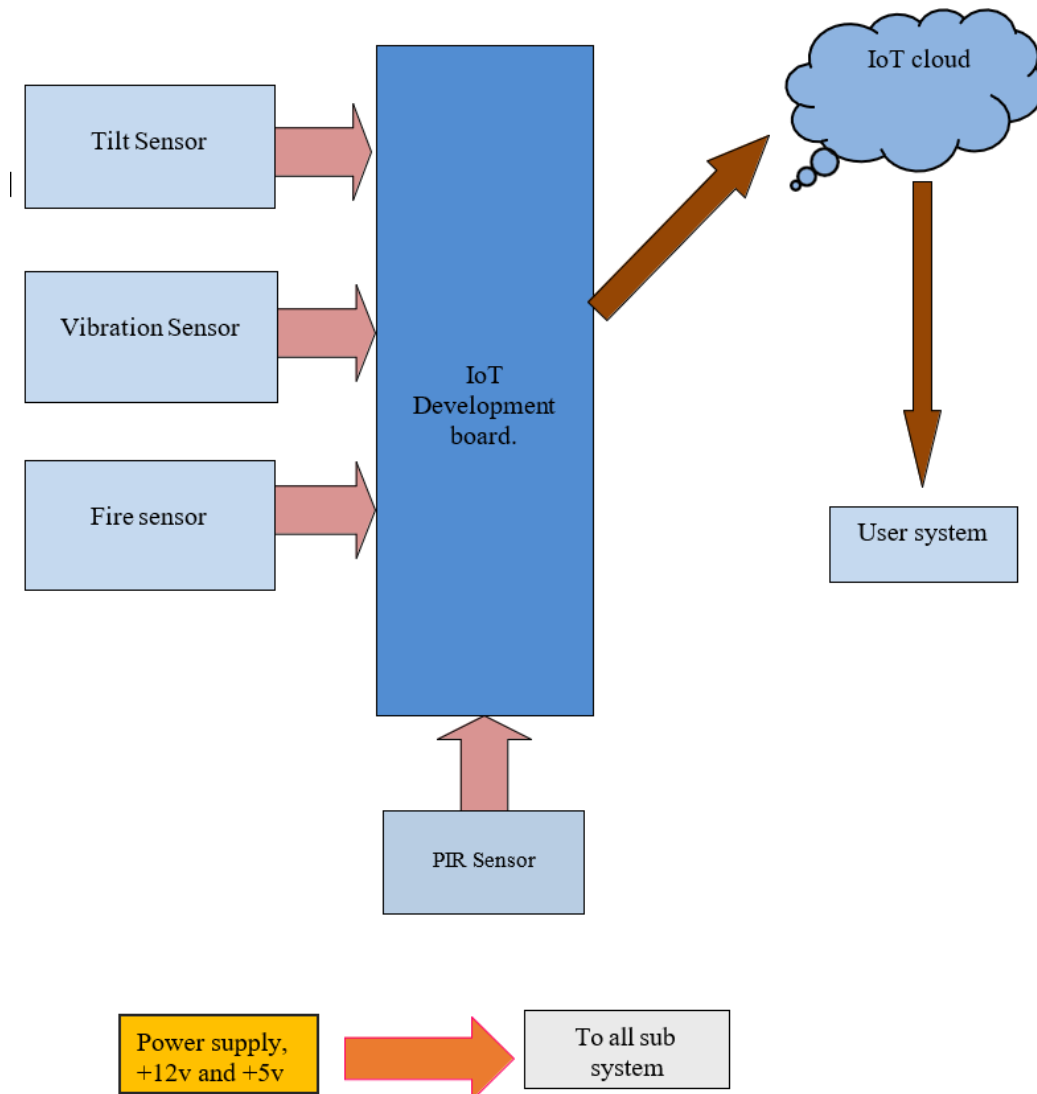 IoT cloud
Tilt Sensor
Vibration Sensor
IoT
Development
board.
Fire sensor
User system
PIR Sensor
Power supply,
+12v and +5v
To all sub
system